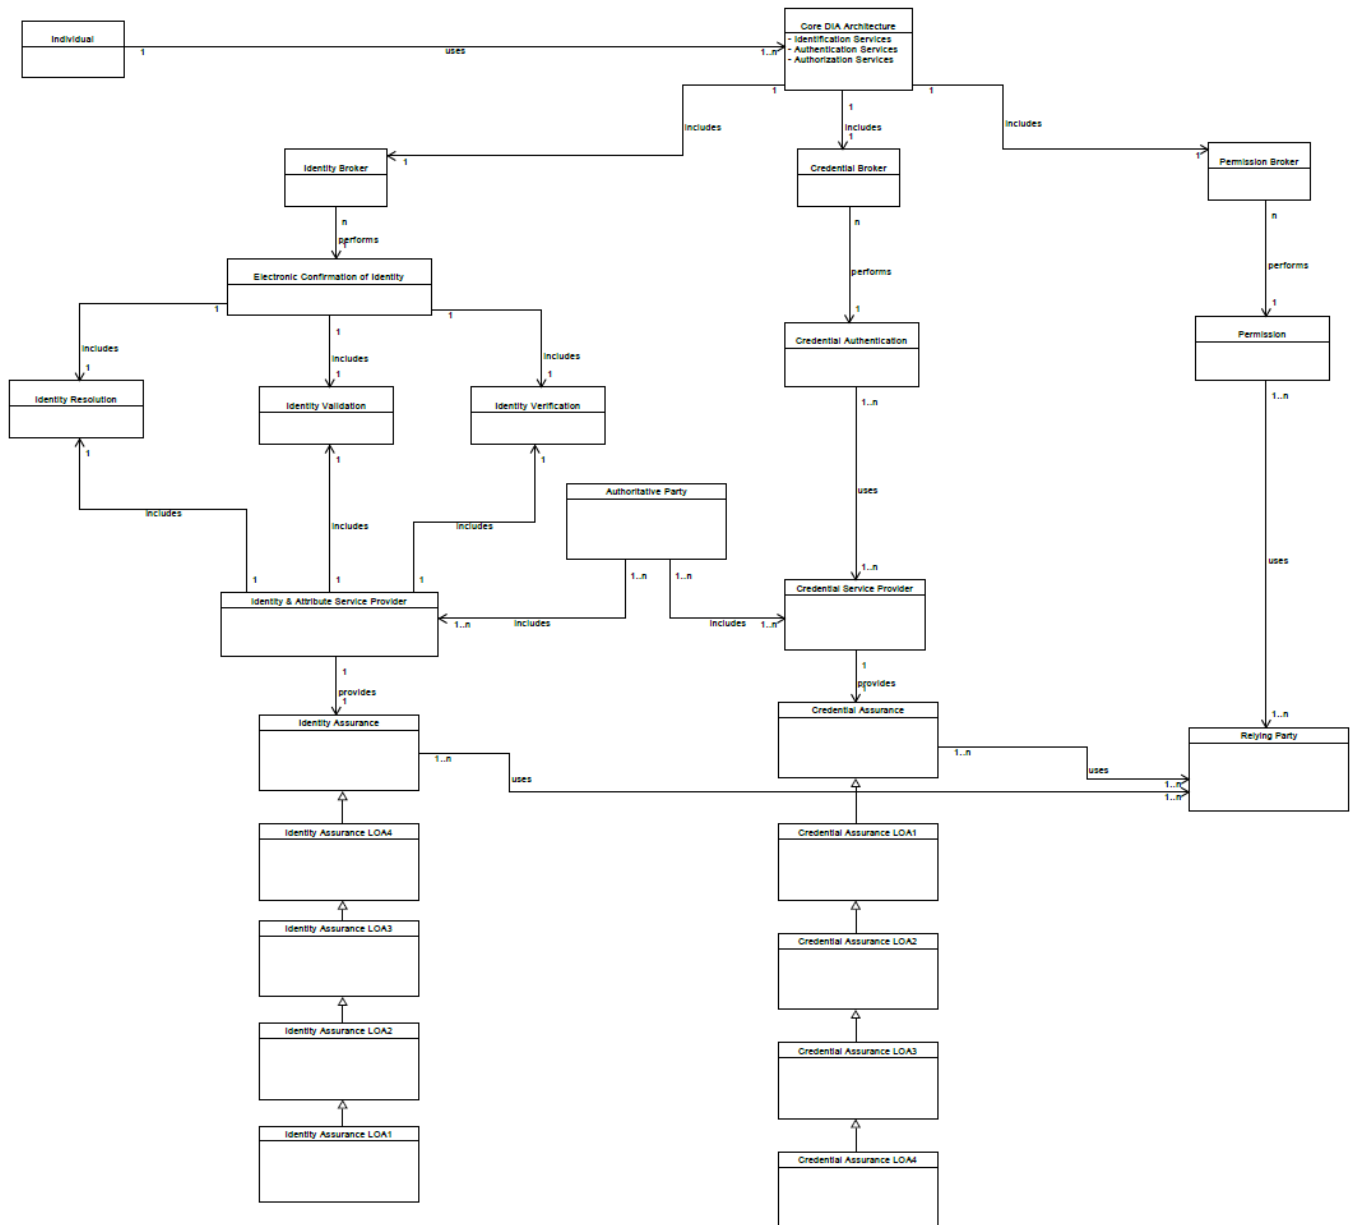 Individual
1
uses
1..n
Core DIA Architecture
- Identification Services
- Authentication Services
- Authorization Services
1
1
1
includes
includes
includes
1
1
1
Identity Broker
Credential Broker
Permission Broker
n
performs
1
n
performs
1
n
performs
1
Electronic Confirmation of Identity
Credential Authentication
Permission
1
1
1
includes
includes
includes
1
1
1
Identity Resolution
Identity Validation
Identity Verification
1
1
1
includes
includes
includes
1
1
1
Authoritative Party
1..n
1..n
1..n
includes
includes
1..n
1..n
uses
1..n
1..n
uses
1..n
Identity & Attribute Service Provider
Credential Service Provider
1
provides
1
1
provides
1
Identity Assurance
Credential Assurance
Relying Party
1..n
uses
1..n
1..n
uses
1..n
Identity Assurance LOA4
Credential Assurance LOA1
Identity Assurance LOA3
Credential Assurance LOA2
Identity Assurance LOA2
Credential Assurance LOA3
Identity Assurance LOA1
Credential Assurance LOA4